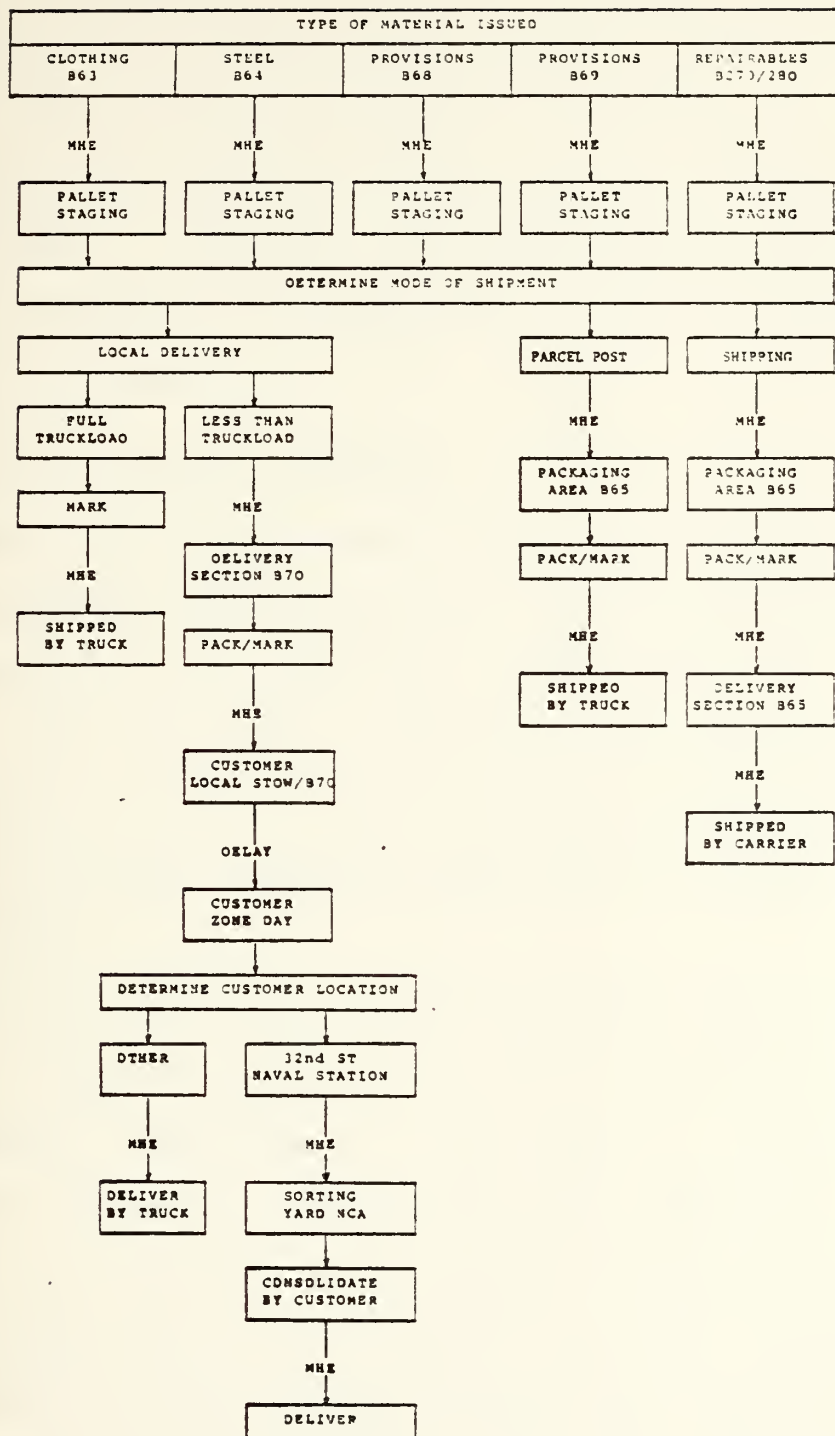 TYPE OF MATERIAL ISSUED
CLOTHING STEEL PROVISIONS PROVISIONS REPAIRABLES
B63 B64 B68 B69 B279/280
MHE MHE MHE MHE MHE
PALLET PALLET PALLET PALLET PALLET
STAGING STAGING STAGING STAGING STAGING
DETERMINE MODE OF SHIPMENT
LOCAL DELIVERY PARCEL POST SHIPPING
FULL LESS THAN
TRUCKLOAD TRUCKLOAD
MHE MHE
PACKAGING PACKAGING
AREA B65 AREA B65
MARK MHE
DELIVERY
SECTION B70
PACK/MARK PACK/MARK
MHE
SHIPPED
BY TRUCK
PACK/MARK
MHE MHE
SHIPPED DELIVERY
BY TRUCK SECTION B65
MHE
CUSTOMER
LOCAL STOW/B70
MHE
SHIPPED
BY CARRIER
DELAY
CUSTOMER
ZONE DAY
DETERMINE CUSTOMER LOCATION
OTHER 32nd ST
NAVAL STATION
MHE MHE
DELIVER SORTING
BY TRUCK YARD NCA
CONSOLIDATE
BY CUSTOMER
MHE
DELIVER